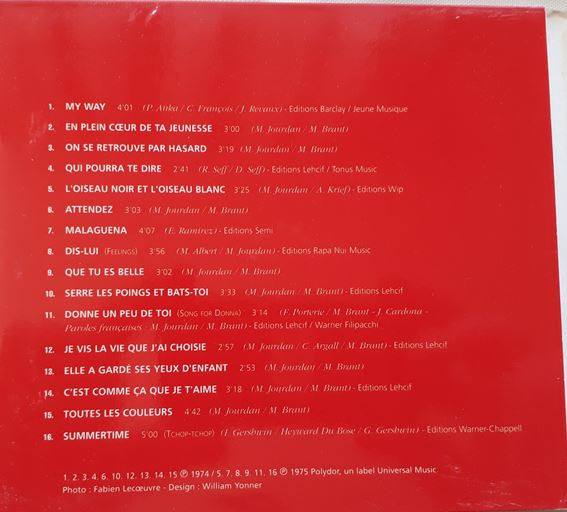 1. MY WAY 4'01 (P. Anka / C. François / J. Revaux) - Editions Barclay / Jeune Musique
2. EN PLEIN CŒUR DE TA JEUNESSE 3'00 (M. Jourdan / M. Brant)
3. ON SE RETROUVE PAR HASARD 3'19 (M. Jourdan / M. Brant)
4. QUI POURRA TE DIRE 2'41 (R. Seff / D. Seff) - Editions Lehcif / Tonus Music
5. L'OISEAU NOIR ET L'OISEAU BLANC 3'25 (M. Jourdan / A. Krief) - Editions Wip
6. ATTENDEZ 3'03 (M. Jourdan / M. Brant)
7. MALAGUENA 4'07 (E. Ramirez) - Editions Semi
8. DIS-LUI (FEELINGS) 3'56 (M. Albert / M. Jourdan) - Editions Rapa Nui Music
9. QUE TU ES BELLE 3'02 (M. Jourdan / M. Brant)
10. SERRE LES POINGS ET BATS-TOI 3'33 (M. Jourdan / M. Brant) - Editions Lehcif
11. DONNE UN PEU DE TOI (SONG FOR DONNA) 3'14 (F. Porterie / M. Brant - J. Cardona -
Paroles françaises : M. Jourdan / M. Brant) - Editions Lehcif / Warner Filipacchi
12. JE VIS LA VIE QUE J'AI CHOISIE 2'57 (M. Jourdan / C. Argall / M. Brant) - Editions Lehcif
13. ELLE A GARDÉ SES YEUX D'ENFANT 2'53 (M. Jourdan / M. Brant)
14. C'EST COMME ÇA QUE JE T'AIME 3'18 (M. Jourdan / M. Brant) - Editions Lehcif
15. TOUTES LES COULEURS 4'42 (M. Jourdan / M. Brant)
16. SUMMERTIME 5'00 (TCHOP-TCHOP) (I. Gershwin / Heyward Du Bose / G. Gershwin) - Editions Warner-Chappell
1. 2. 3. 4. 6. 10. 12. 13. 14. 15 ℗ 1974 / 5. 7. 8. 9. 11. 16 ℗ 1975 Polydor, un label Universal Music
Photo : Fabien Lecœuvre - Design : William Yonner